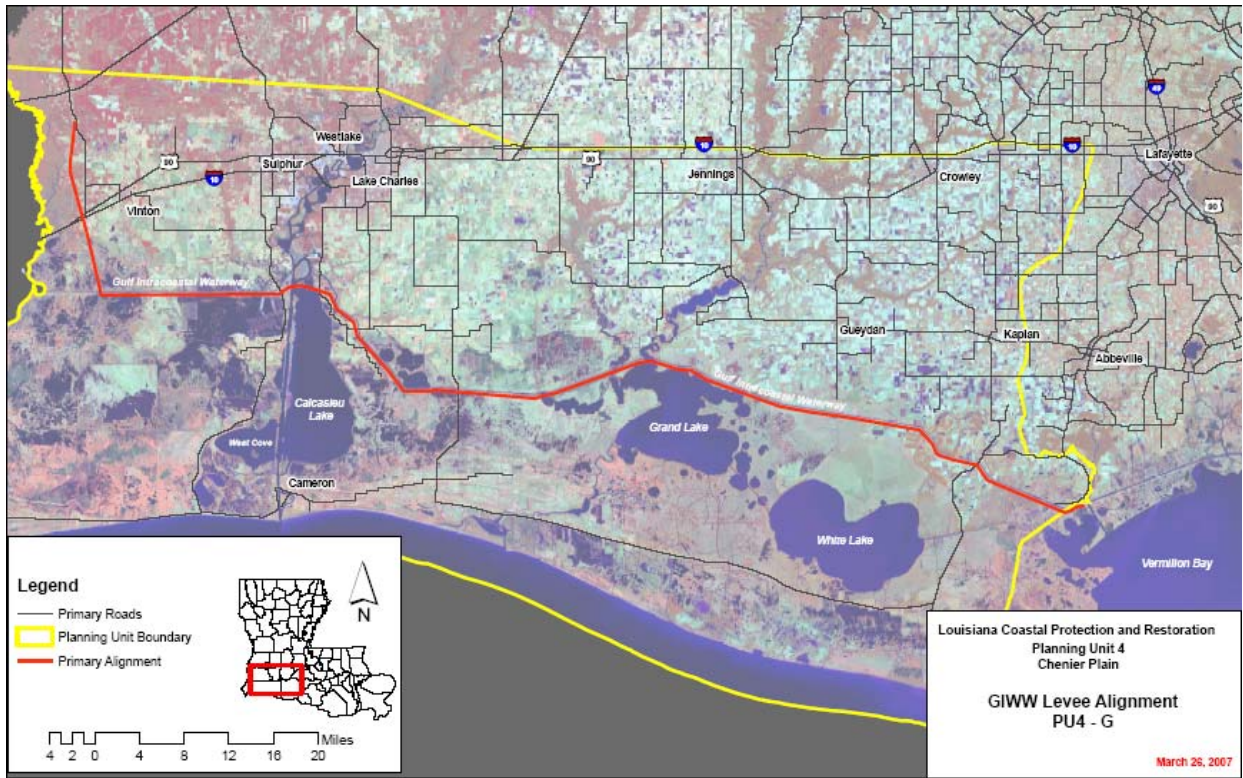 49
Westlake
90
Sulphur
10
Lake Charles
90
10
Jennings
10
Lafayette
Crowley
Vinton
90
Gulf Intracoastal Waterway
Gueydan
Kaplan
Abbeville
Gulf Intracoastal Waterway
Calcasieu
Lake
Grand Lake
West Cove
Cameron
White Lake
Vermilion Bay
Legend
Primary Roads
Planning Unit Boundary
Primary Alignment
N
4 2 0 4 8 12 16 20 Miles
Louisiana Coastal Protection and Restoration
Planning Unit 4
Chenier Plain
GIWW Levee Alignment
PU4 - G
March 26, 2007